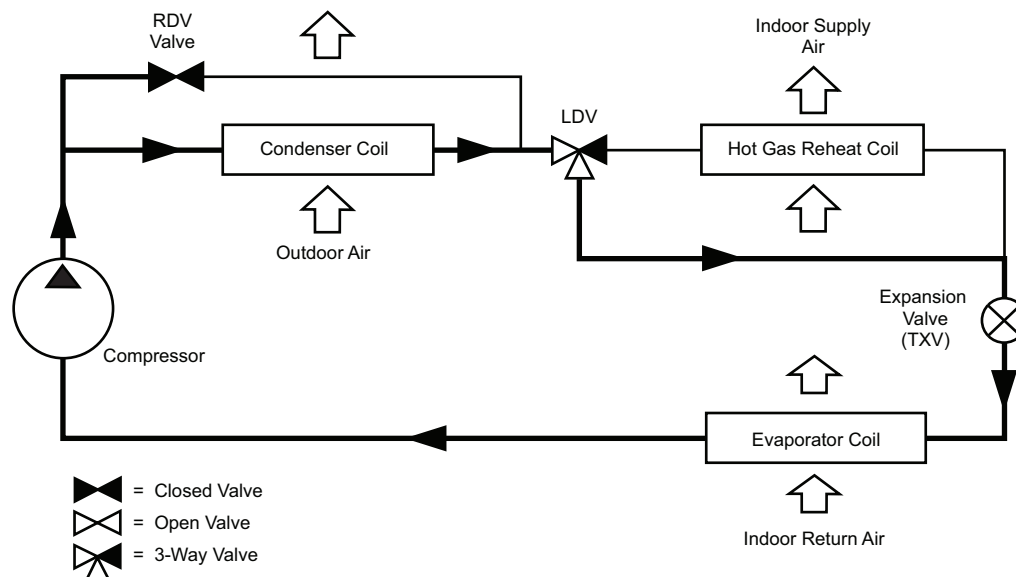 RDV
Valve
Indoor Supply
Air
LDV
Condenser Coil
Hot Gas Reheat Coil
Outdoor Air
Expansion
Valve
(TXV)
Compressor
Evaporator Coil
= Closed Valve
= Open Valve
= 3-Way Valve
Indoor Return Air